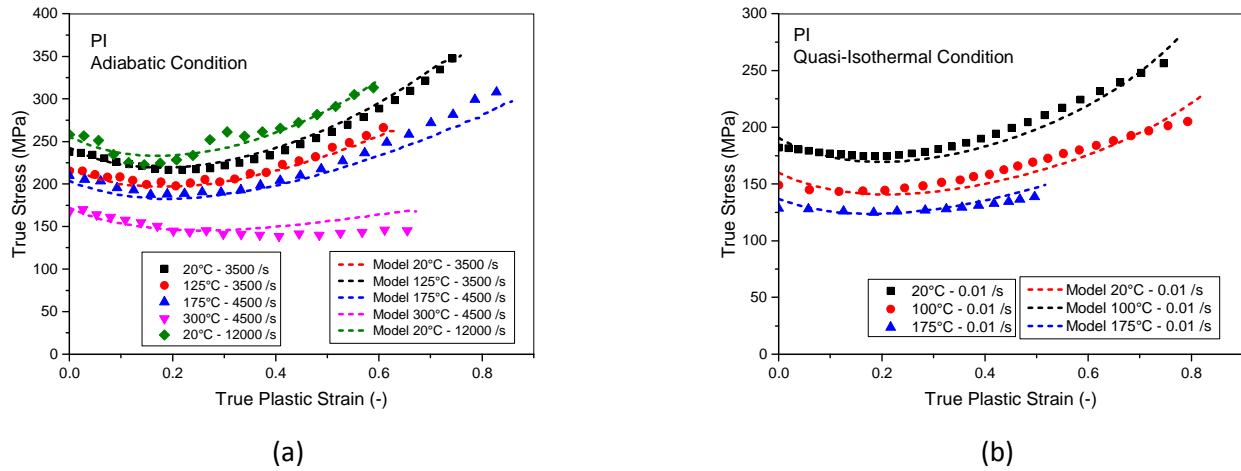 PI
Adiabatic Condition
True Stress (MPa)
400
350
300
250
200
150
100
50
0
20°C - 3500 /s
125°C - 3500 /s
175°C - 4500 /s
300°C - 4500 /s
20°C - 12000 /s
Model 20°C - 3500 /s
Model 125°C - 3500 /s
Model 175°C - 4500 /s
Model 300°C - 4500 /s
Model 20°C - 12000 /s
0.0 0.2 0.4 0.6 0.8
True Plastic Strain (-)
(a)
PI
Quasi-Isothermal Condition
True Stress (MPa)
300
250
200
150
100
50
0
20°C - 0.01 /s
100°C - 0.01 /s
175°C - 0.01 /s
Model 20°C - 0.01 /s
Model 100°C - 0.01 /s
Model 175°C - 0.01 /s
0.0 0.2 0.4 0.6 0.8
True Plastic Strain (-)
(b)